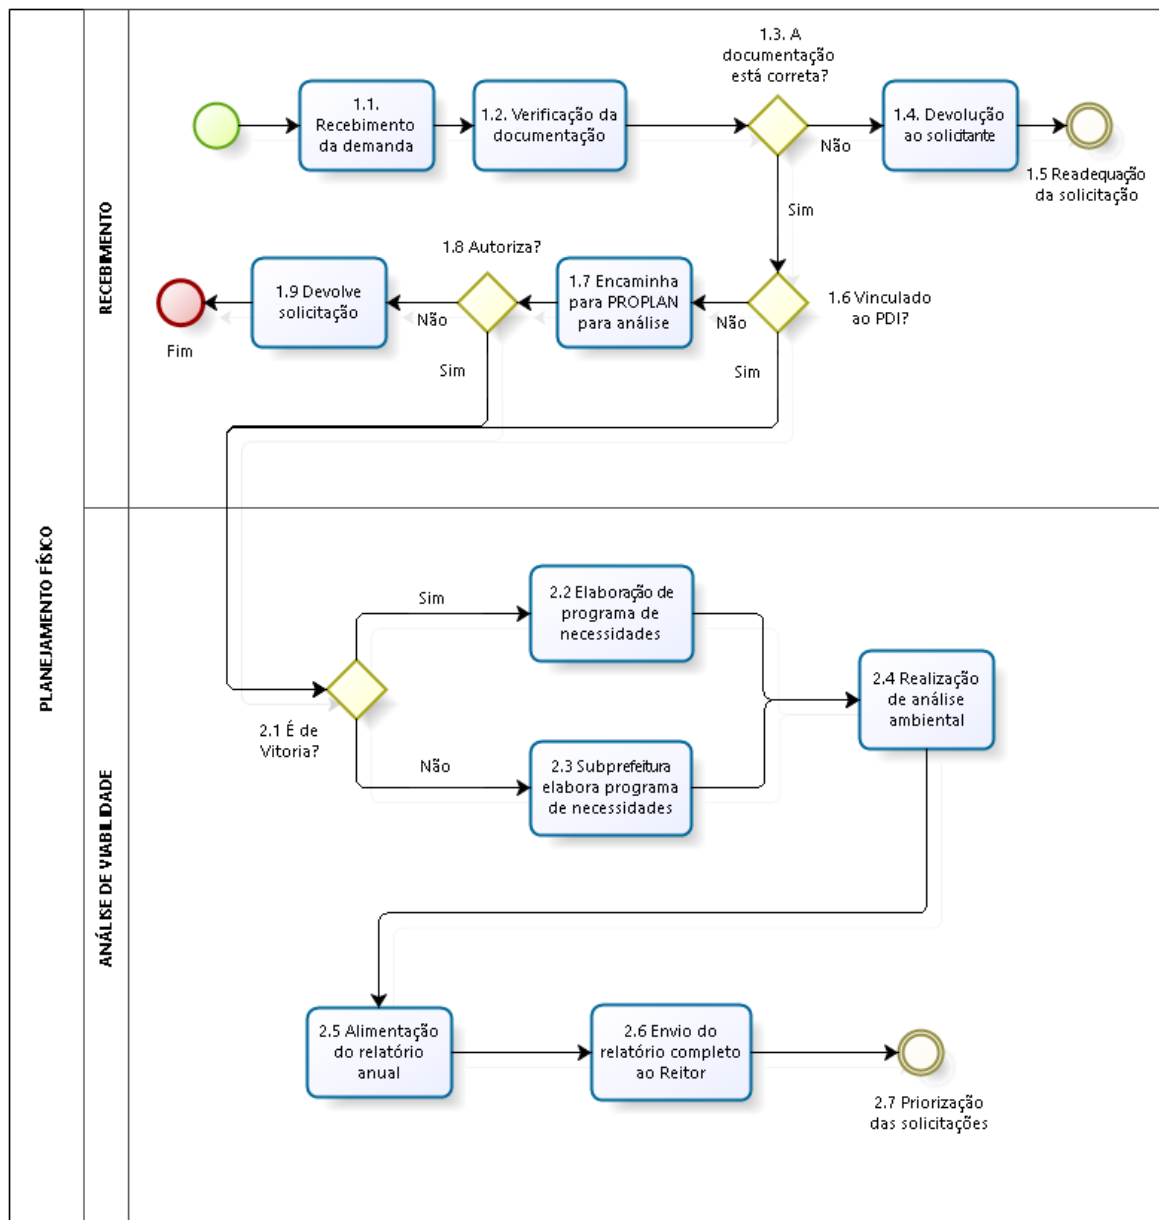 PLANEJAMENTO FÍSICO
RECEBIMENTO
1.1.
Recebimento
da demanda
1.2. Verificação da
documentação
1.3. A
documentação
está correta?
Não
1.4. Devolução
ao solicitante
1.5 Readequação
da solicitação
Sim
1.6 Vinculado
ao PDI?
Não
Sim
1.7 Encaminha
para PROPLAN
para análise
1.8 Autoriza?
Não
Sim
1.9 Devolve
solicitação
Fim
ANÁLISE DE VIABILIDADE
2.1 É de
Vitoria?
Sim
2.2 Elaboração de
programa de
necessidades
Não
2.3 Subprefeitura
elabora programa
de necessidades
2.4 Realização
de análise
ambiental
2.5 Alimentação
do relatório
anual
2.6 Envio do
relatório completo
ao Reitor
2.7 Priorização
das solicitações